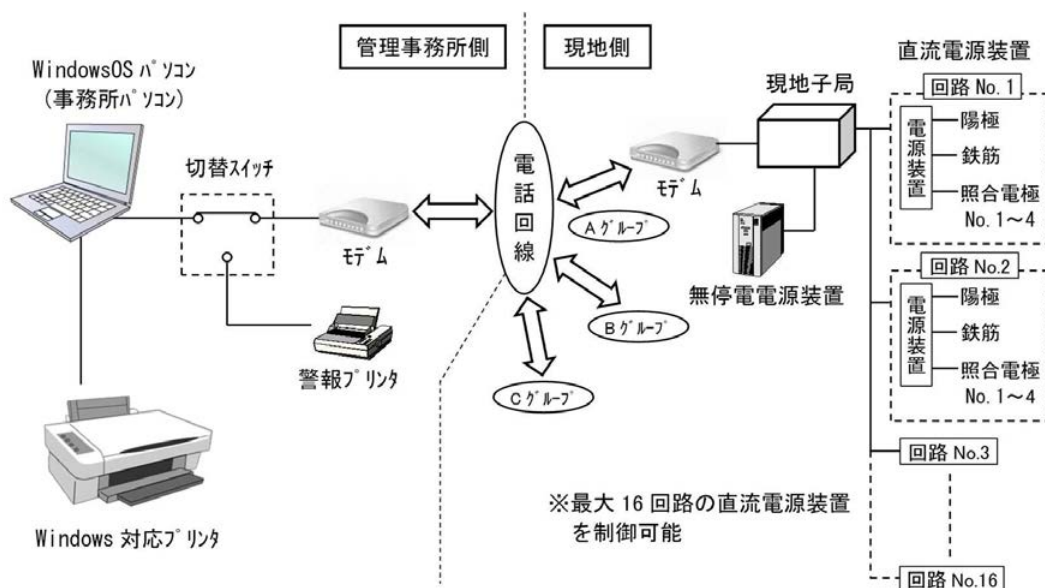 管理事務所側
現地側
WindowsOS ﾊﾟｿｺﾝ
(事務所ﾊﾟｿｺﾝ)
切替ｽｲｯﾁ
ﾓﾃﾞﾑ
警報ﾌﾟﾘﾝﾀ
Windows 対応ﾌﾟﾘﾝﾀ
電話回線
ﾓﾃﾞﾑ
A ｸﾞﾙｰﾌﾟ
B ｸﾞﾙｰﾌﾟ
C ｸﾞﾙｰﾌﾟ
現地子局
無停電電源装置
直流電源装置
回路 No.1
電源装置
陽極
鉄筋
照合電極
No.1～4
回路 No.2
電源装置
陽極
鉄筋
照合電極
No.1～4
回路 No.3
回路 No.16
※最大 16 回路の直流電源装置
を制御可能